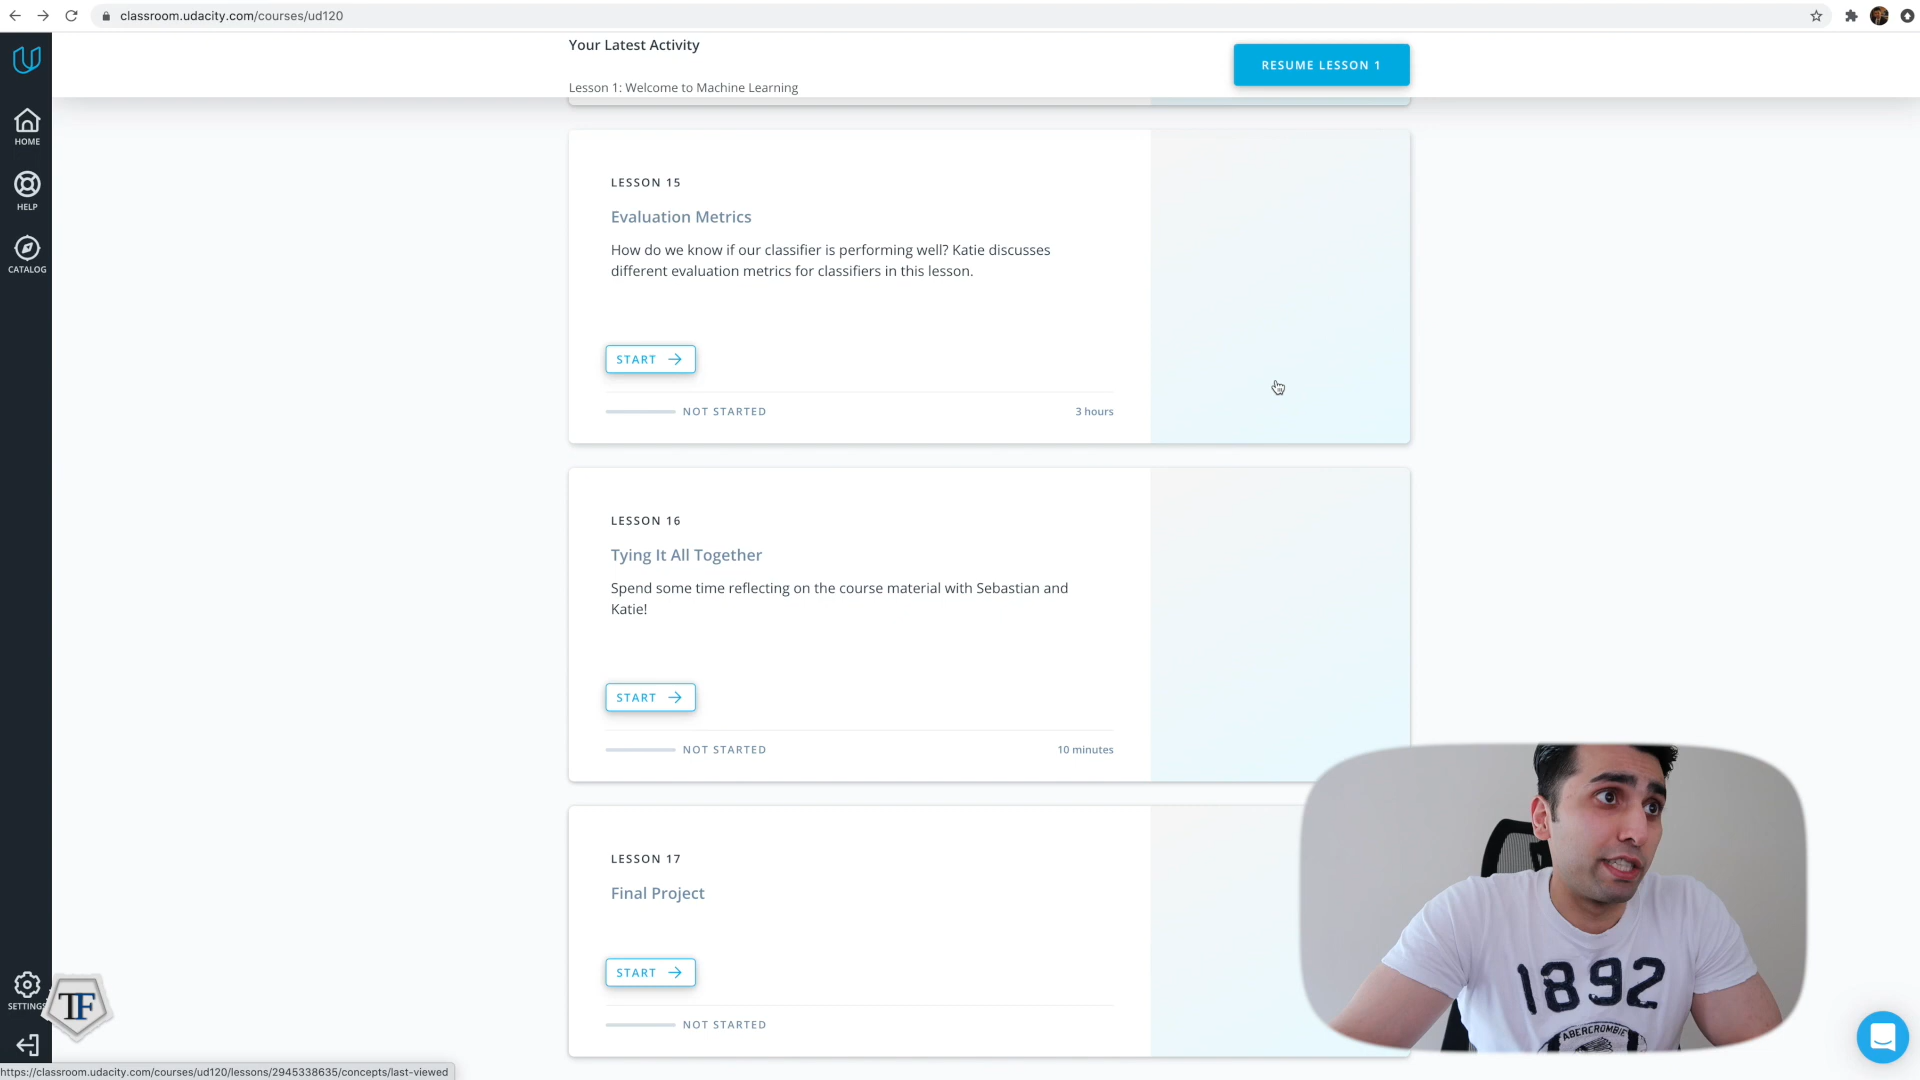 classroom.udacity.com/courses/ud120
Your Latest Activity
Lesson 1: Welcome to Machine Learning
RESUME LESSON 1
HOME
HELP
CATALOG
SETTINGS
LESSON 15
Evaluation Metrics
How do we know if our classifier is performing well? Katie discusses
different evaluation metrics for classifiers in this lesson.
START
NOT STARTED
3 hours
LESSON 16
Tying It All Together
Spend some time reflecting on the course material with Sebastian and
Katie!
START
NOT STARTED
10 minutes
LESSON 17
Final Project
START
NOT STARTED
1892
ABERCROMBIE
TF
https://classroom.udacity.com/courses/ud120/lessons/2945338635/concepts/last-viewed